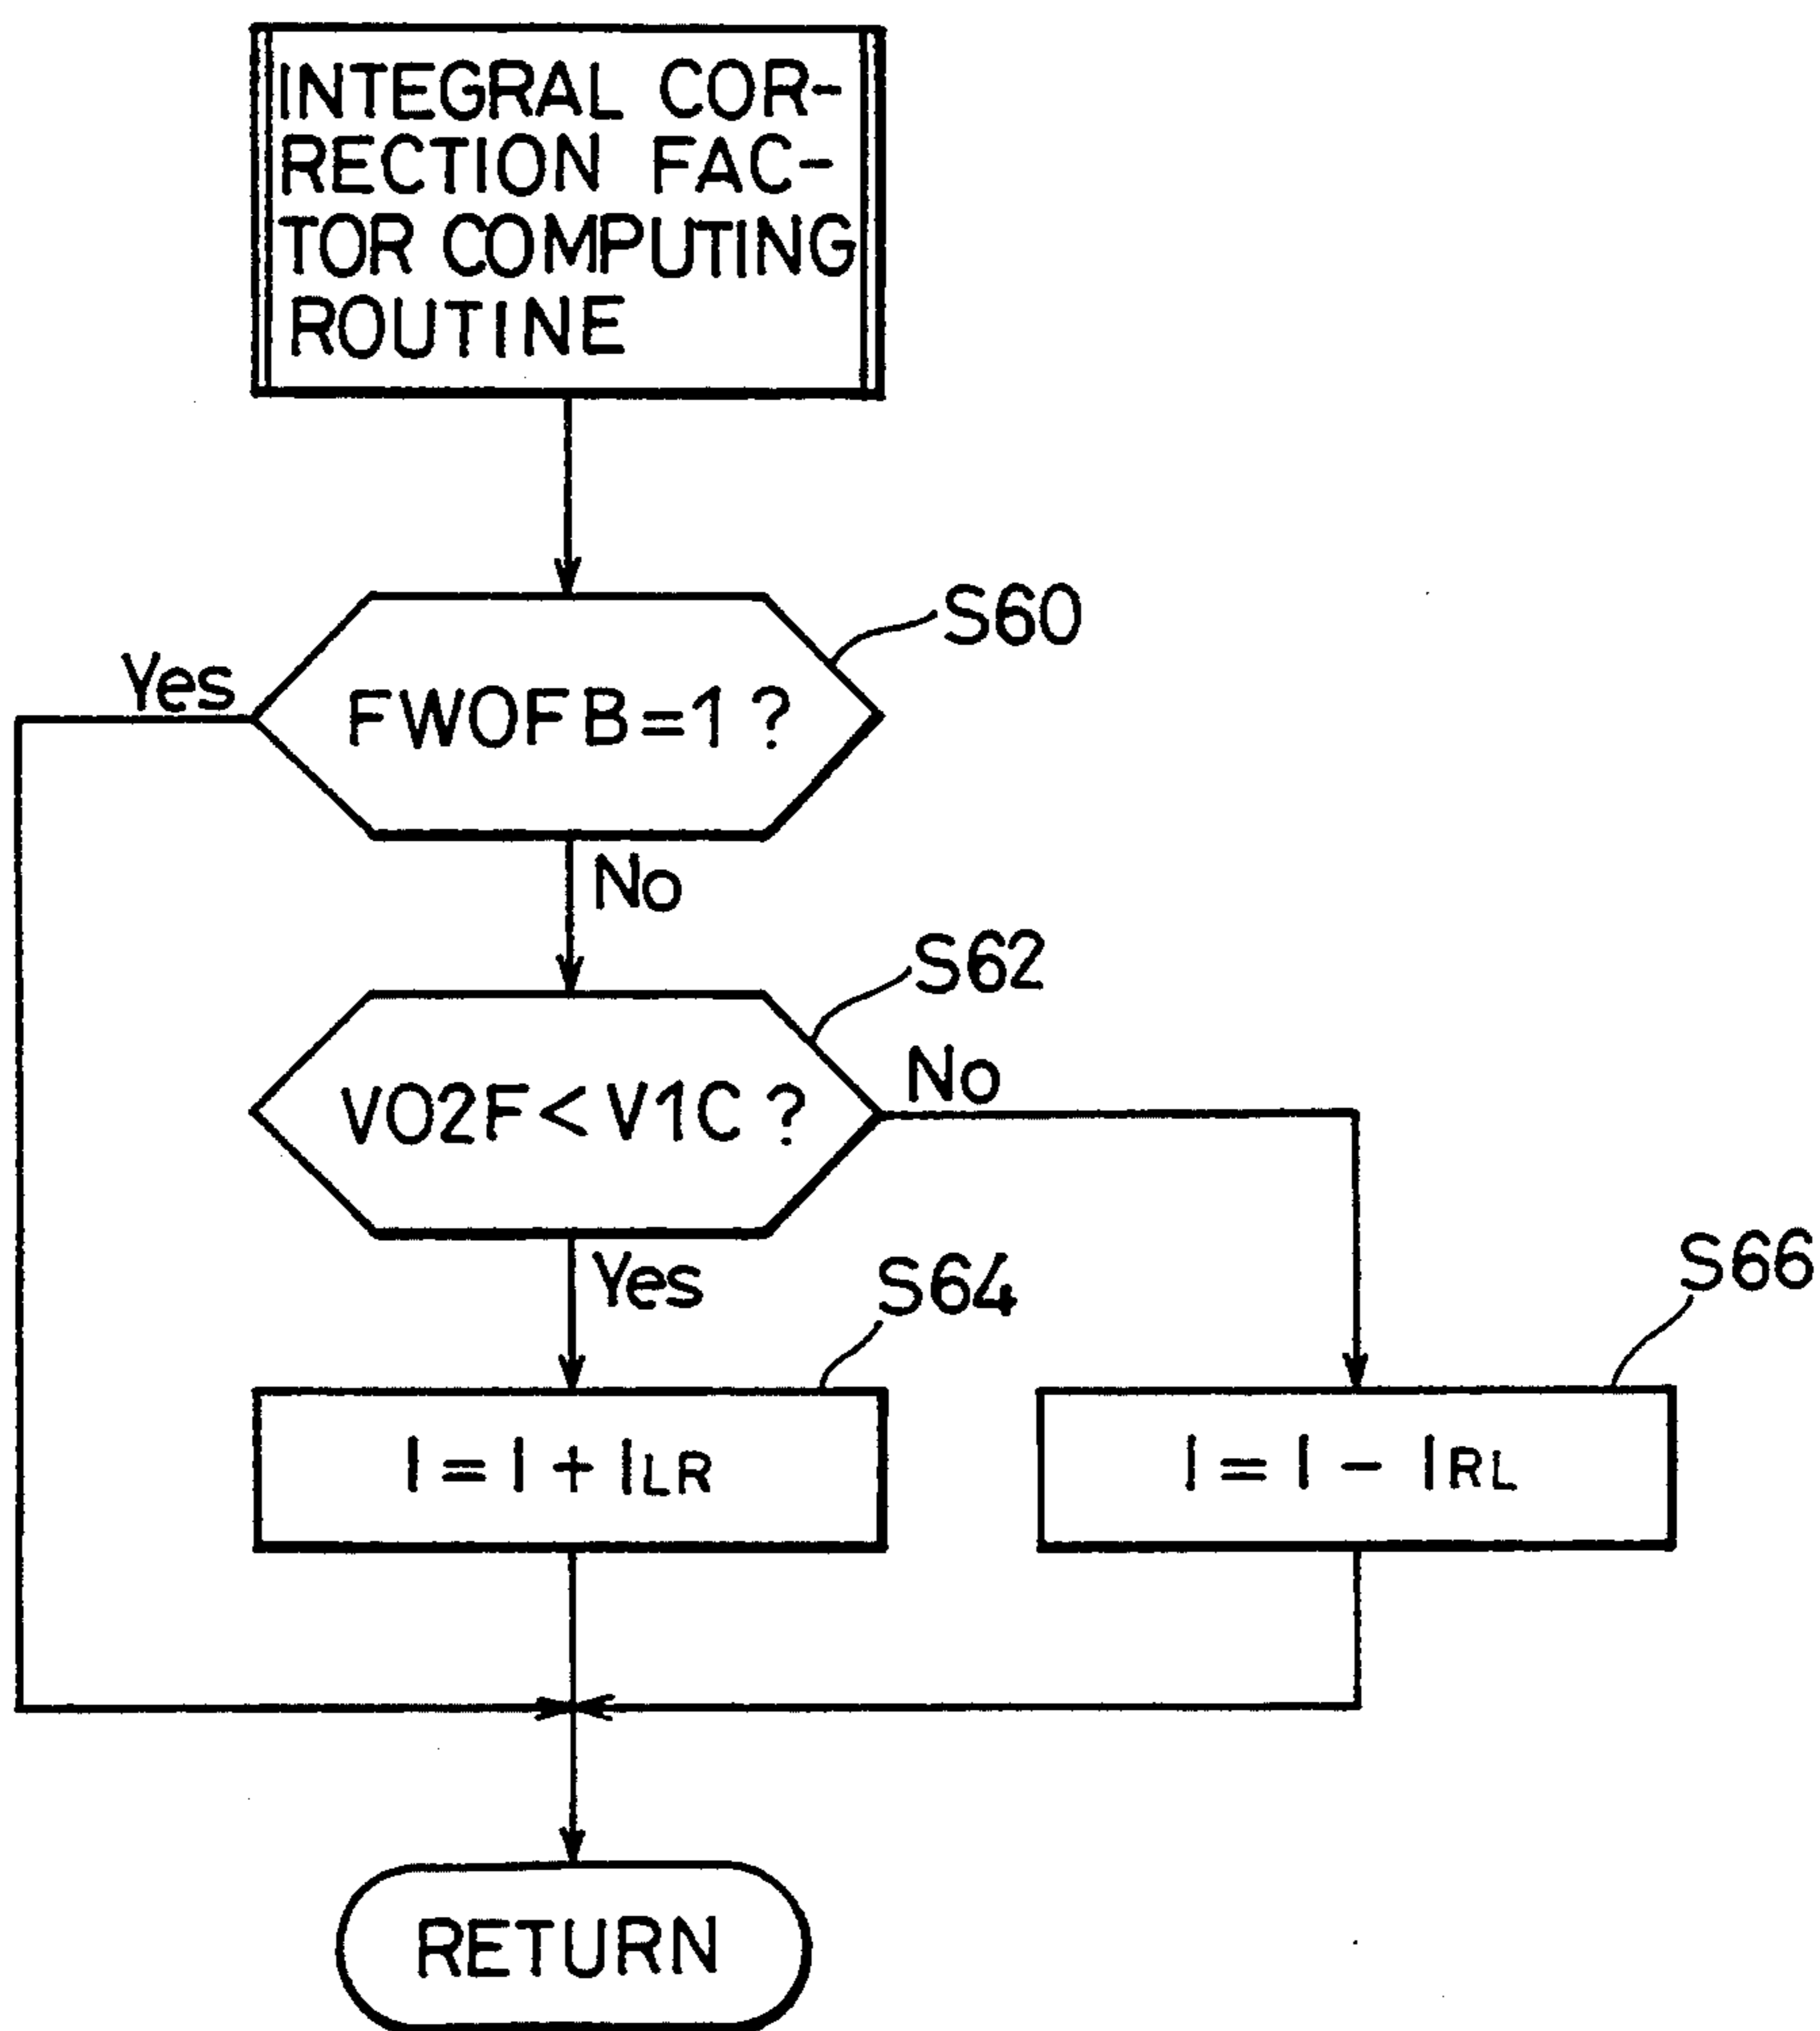 INTEGRAL COR-
RECTION FAC-
TOR COMPUTING
ROUTINE
S60
Yes
FWOFB=1?
No
S62
No
VO2F<V1C?
Yes
S64
S66
I=I+ILR
I=I-IRL
RETURN